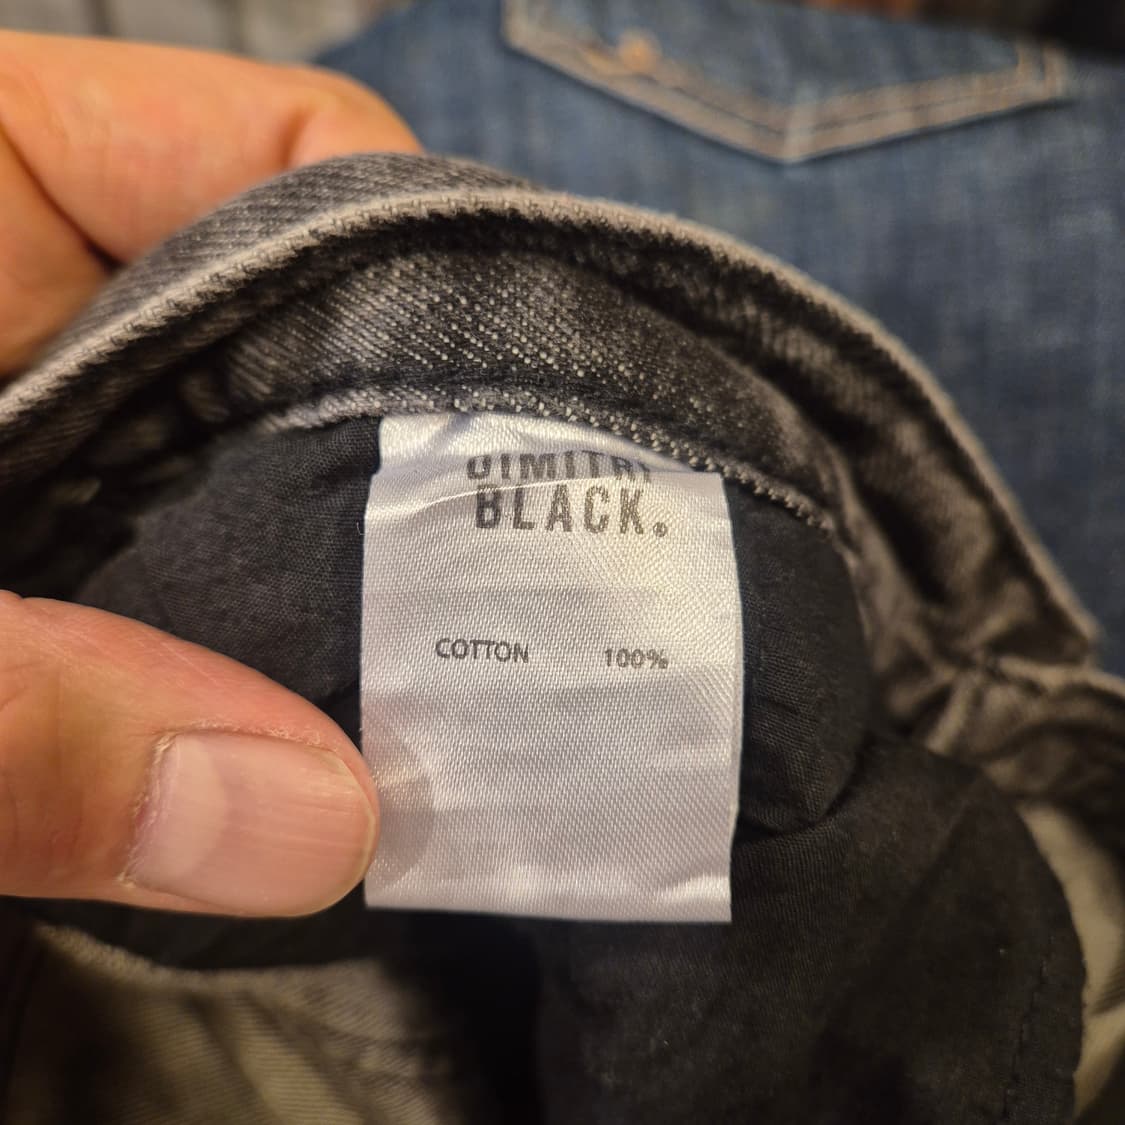 DIMITRI
BLACK.
COTTON 100%